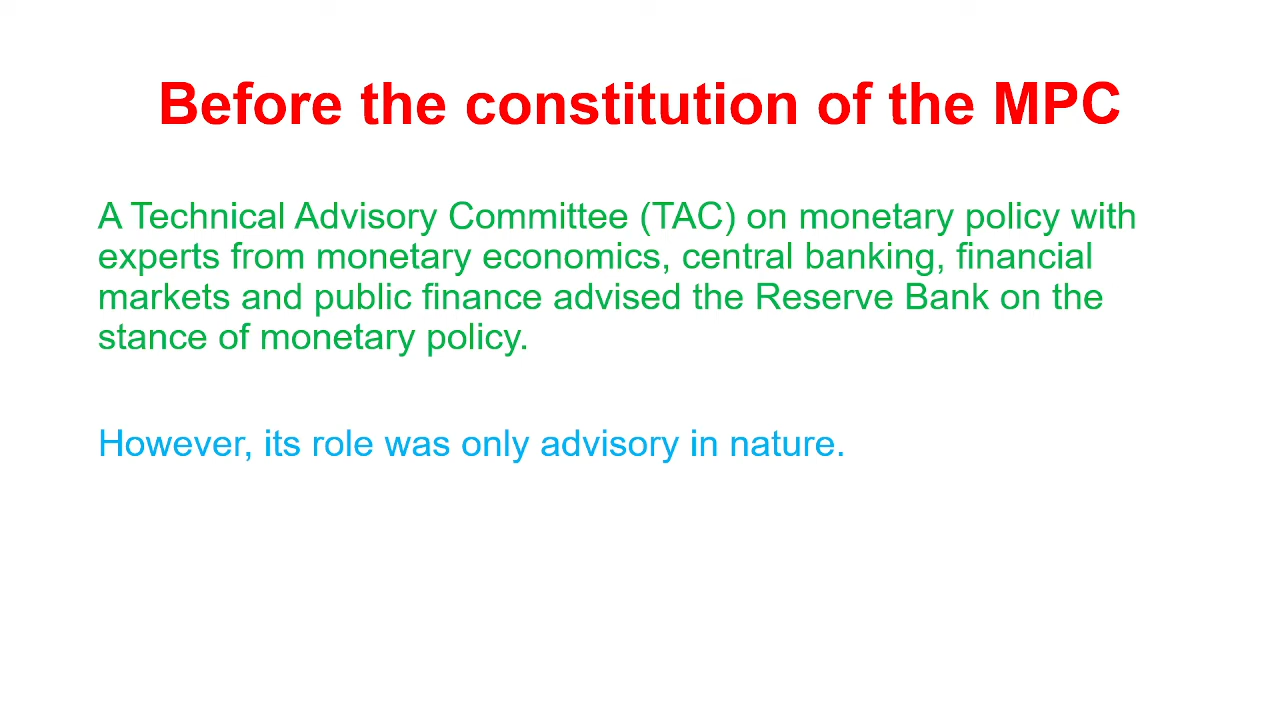 Before the constitution of the MPC
A Technical Advisory Committee (TAC) on monetary policy with
experts from monetary economics, central banking, financial
markets and public finance advised the Reserve Bank on the
stance of monetary policy.
However, its role was only advisory in nature.